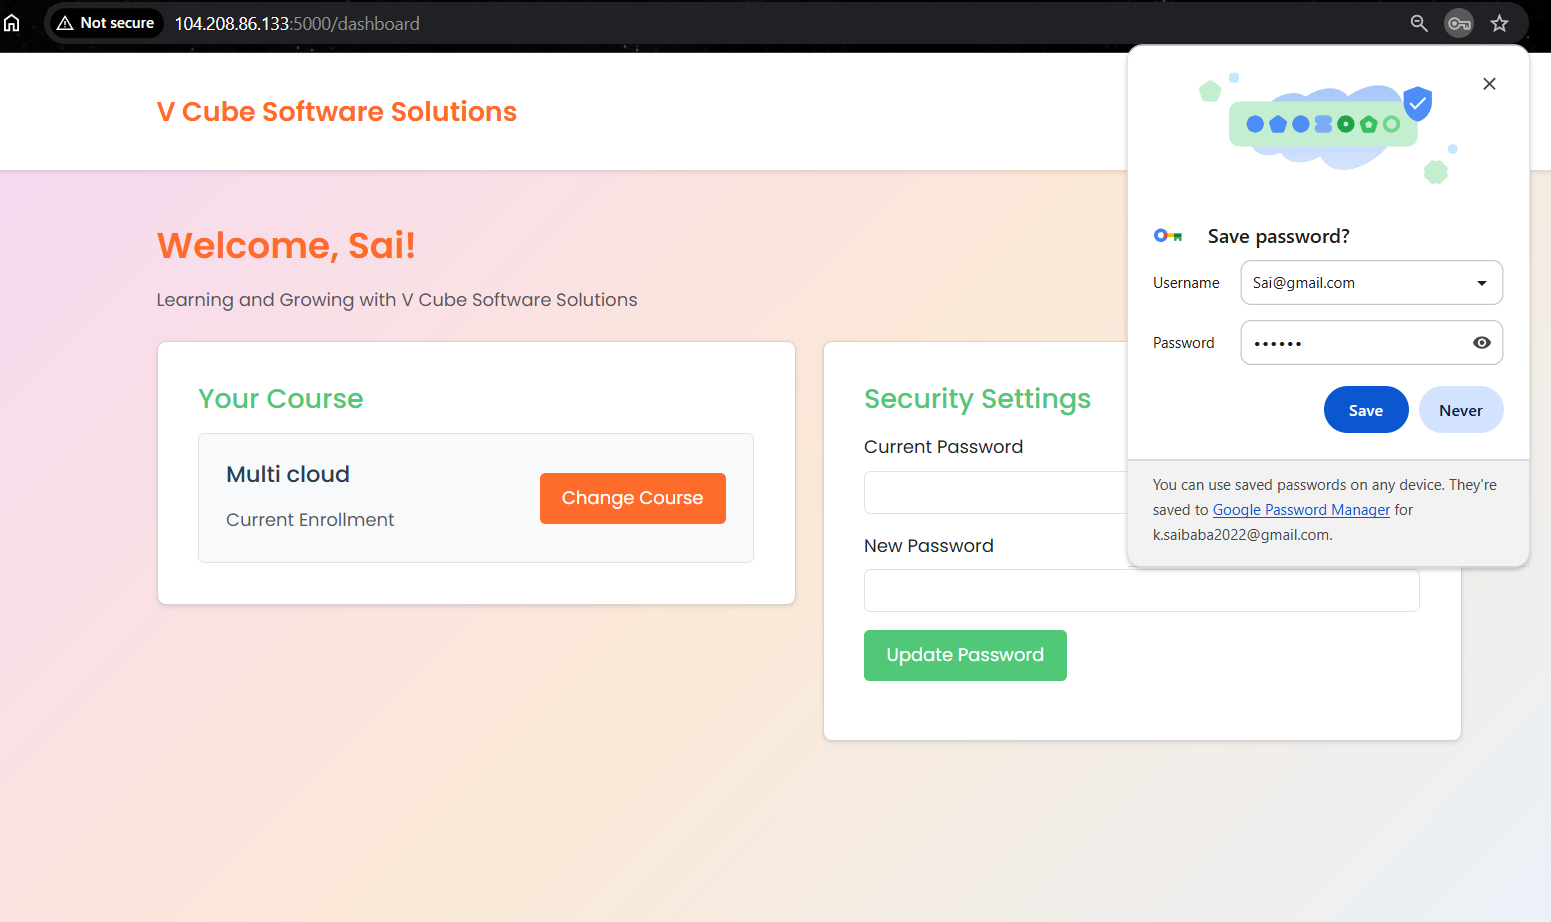 Not secure 104.208.86.133:5000/dashboard
V Cube Software Solutions
Welcome, Sai!
Learning and Growing with V Cube Software Solutions
Your Course
Multi cloud
Current Enrollment
Change Course
Security Settings
Current Password
New Password
Update Password
Save password?
Username Sai@gmail.com
Password ••••••
Save Never
You can use saved passwords on any device. They're
saved to Google Password Manager for
k.saibaba2022@gmail.com.